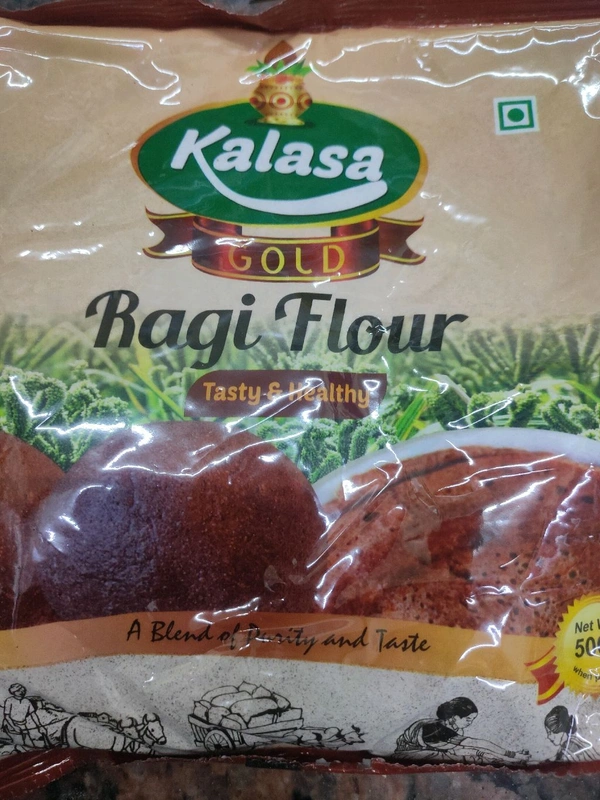 Kalasa
GOLD
Ragi Flour
Tasty & Healthy
A Blend of Purity and Taste
Net